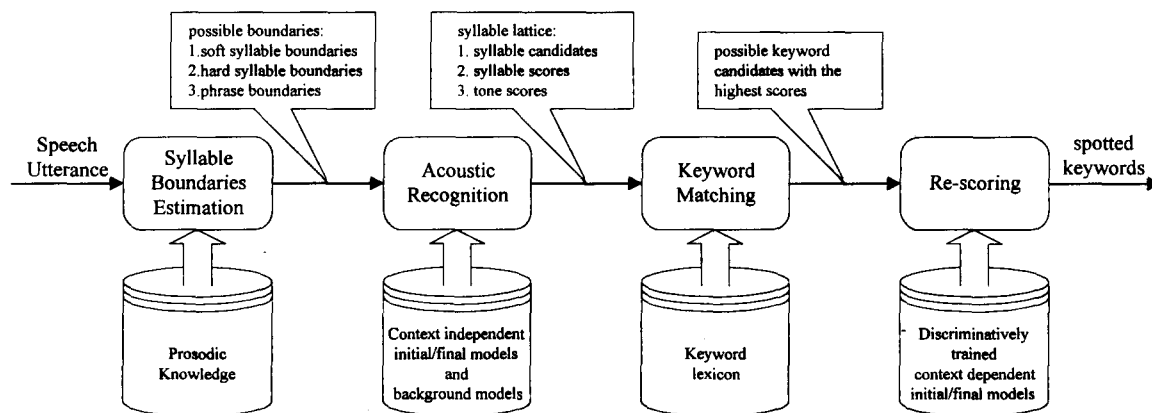 possible boundaries:
1.soft syllable boundaries
2.hard syllable boundaries
3.phrase boundaries
syllable lattice:
1. syllable candidates
2. syllable scores
3. tone scores
possible keyword
candidates with the
highest scores
Speech
Utterance
Syllable
Boundaries
Estimation
Acoustic
Recognition
Keyword
Matching
Re-scoring
spotted
keywords
Prosodic
Knowledge
Context independent
initial/final models
and
background models
Keyword
lexicon
Discriminatively
trained
context dependent
initial/final models